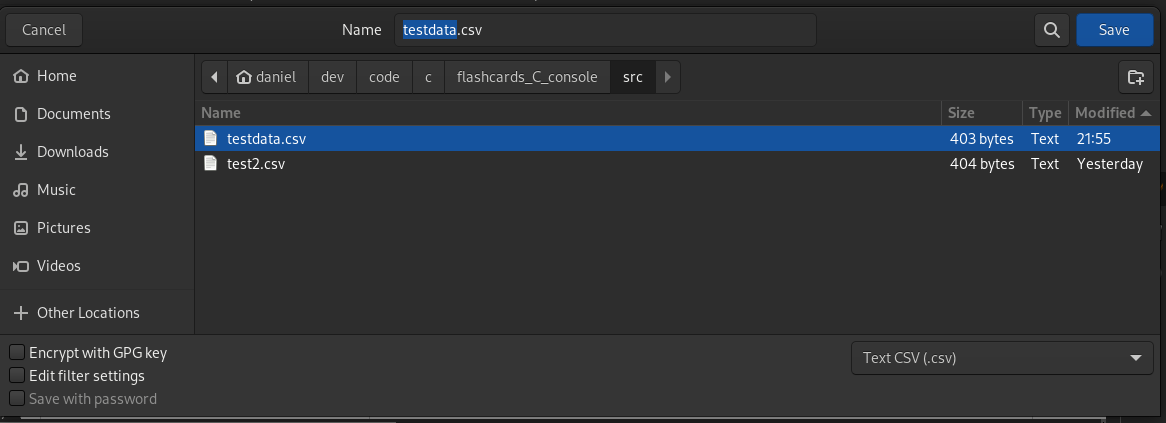 Cancel Name testdata.csv Save
Home
Documents
Downloads
Music
Pictures
Videos
Other Locations
daniel dev code c flashcards_C_console src
Name Size Type Modified
testdata.csv 403 bytes Text 21:55
test2.csv 404 bytes Text Yesterday
Encrypt with GPG key
Edit filter settings
Save with password
Text CSV (.csv)